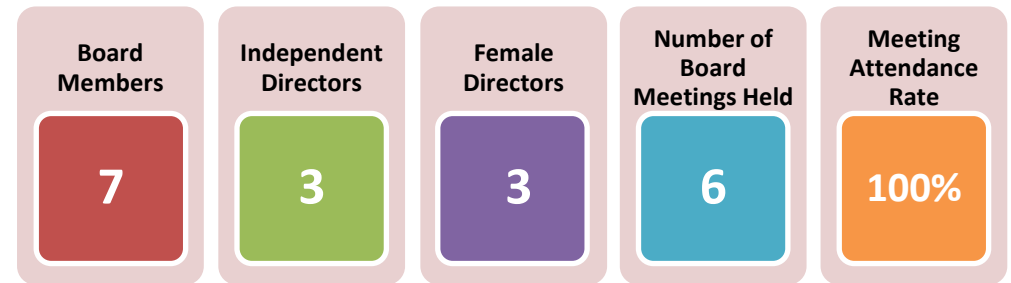 Board
Members
7
Independent
Directors
3
Female
Directors
3
Number of
Board
Meetings Held
6
Meeting
Attendance
Rate
100%